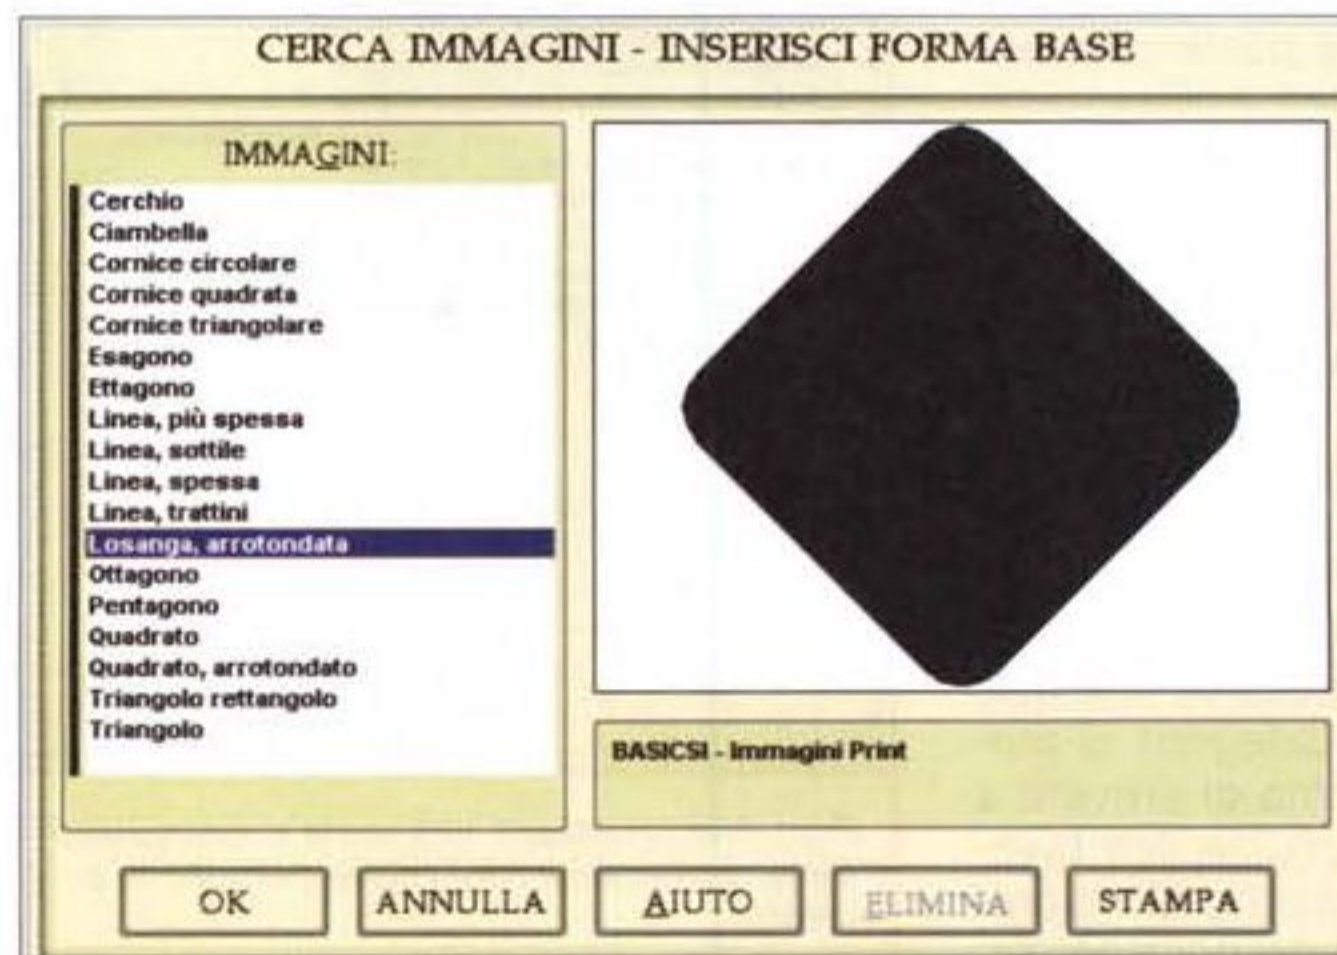 CERCA IMMAGINI - INSERISCI FORMA BASE
IMMAGINI:
Cerchio
Ciambella
Cornice circolare
Cornice quadrata
Cornice triangolare
Esagono
Ettagono
Linea, più spessa
Linea, sottile
Linea, spessa
Linea, trattini
Losanga, arrotondata
Ottagono
Pentagono
Quadrato
Quadrato, arrotondato
Triangolo rettangolo
Triangolo
BASICSI - Immagini Print
OK
ANNULLA
AIUTO
ELIMINA
STAMPA